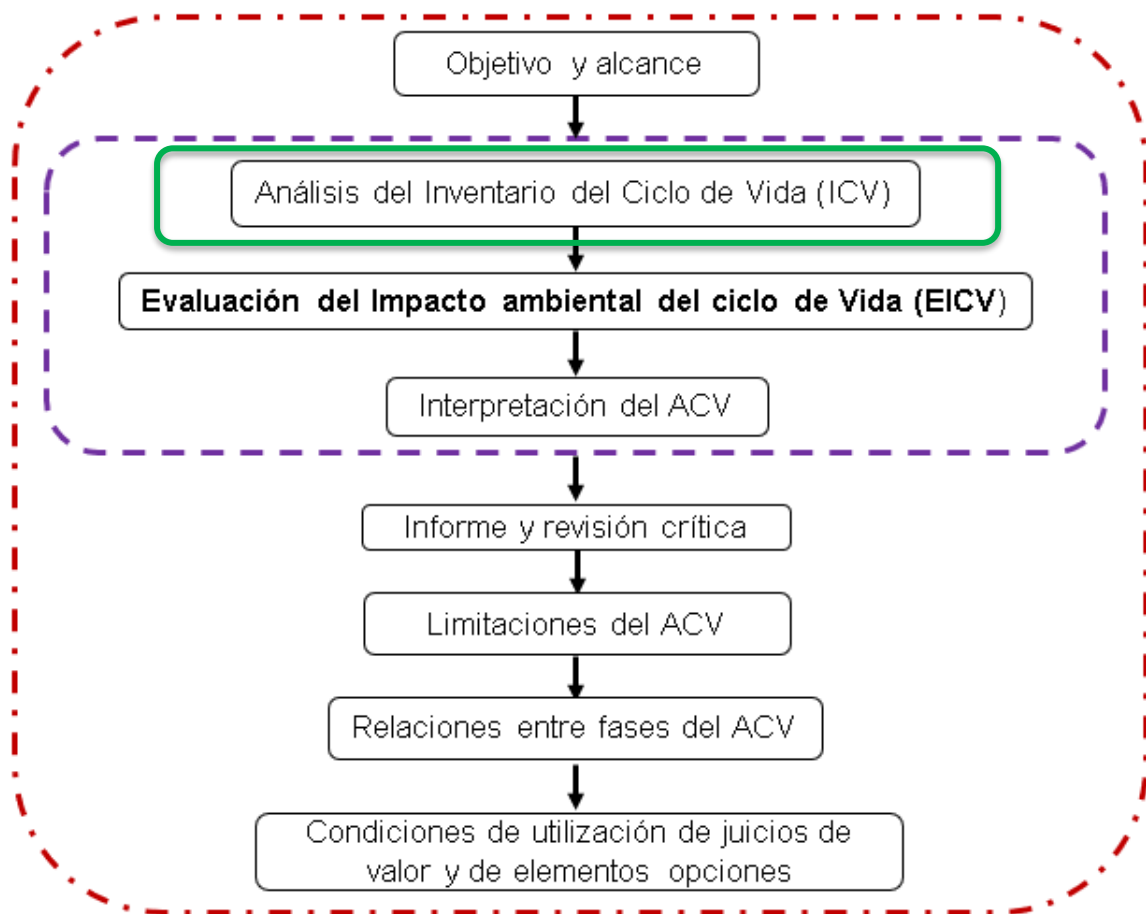 Objetivo y alcance
Análisis del Inventario del Ciclo de Vida (ICV)
Evaluación del Impacto ambiental del ciclo de Vida (EICV)
Interpretación del ACV
Informe y revisión crítica
Limitaciones del ACV
Relaciones entre fases del ACV
Condiciones de utilización de juicios de
valor y de elementos opciones